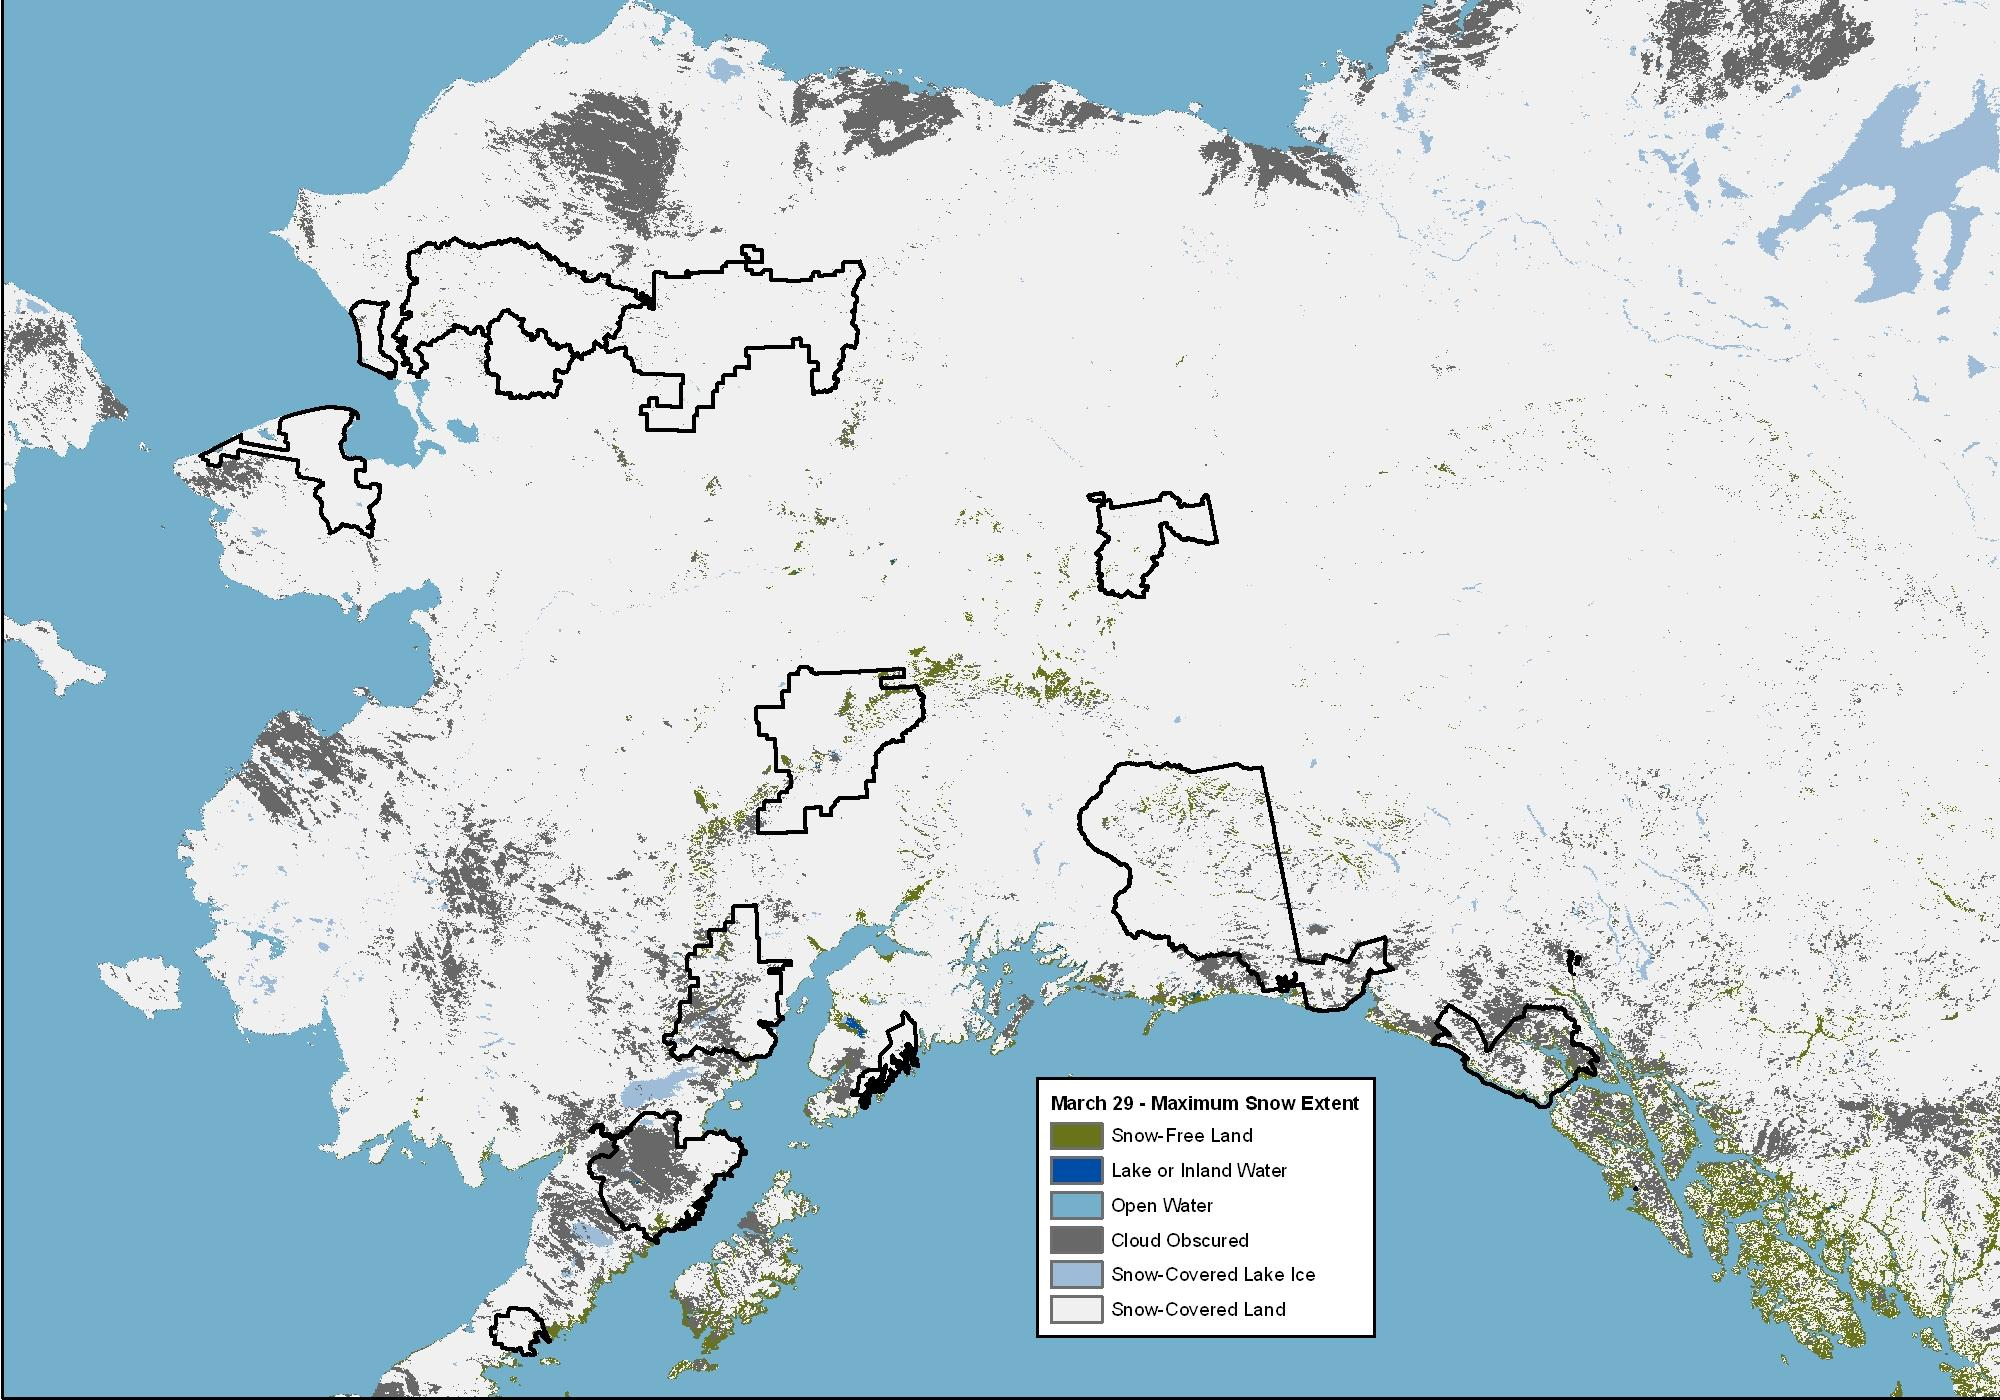 March 29 - Maximum Snow Extent
Snow-Free Land
Lake or Inland Water
Open Water
Cloud Obscured
Snow-Covered Lake Ice
Snow-Covered Land